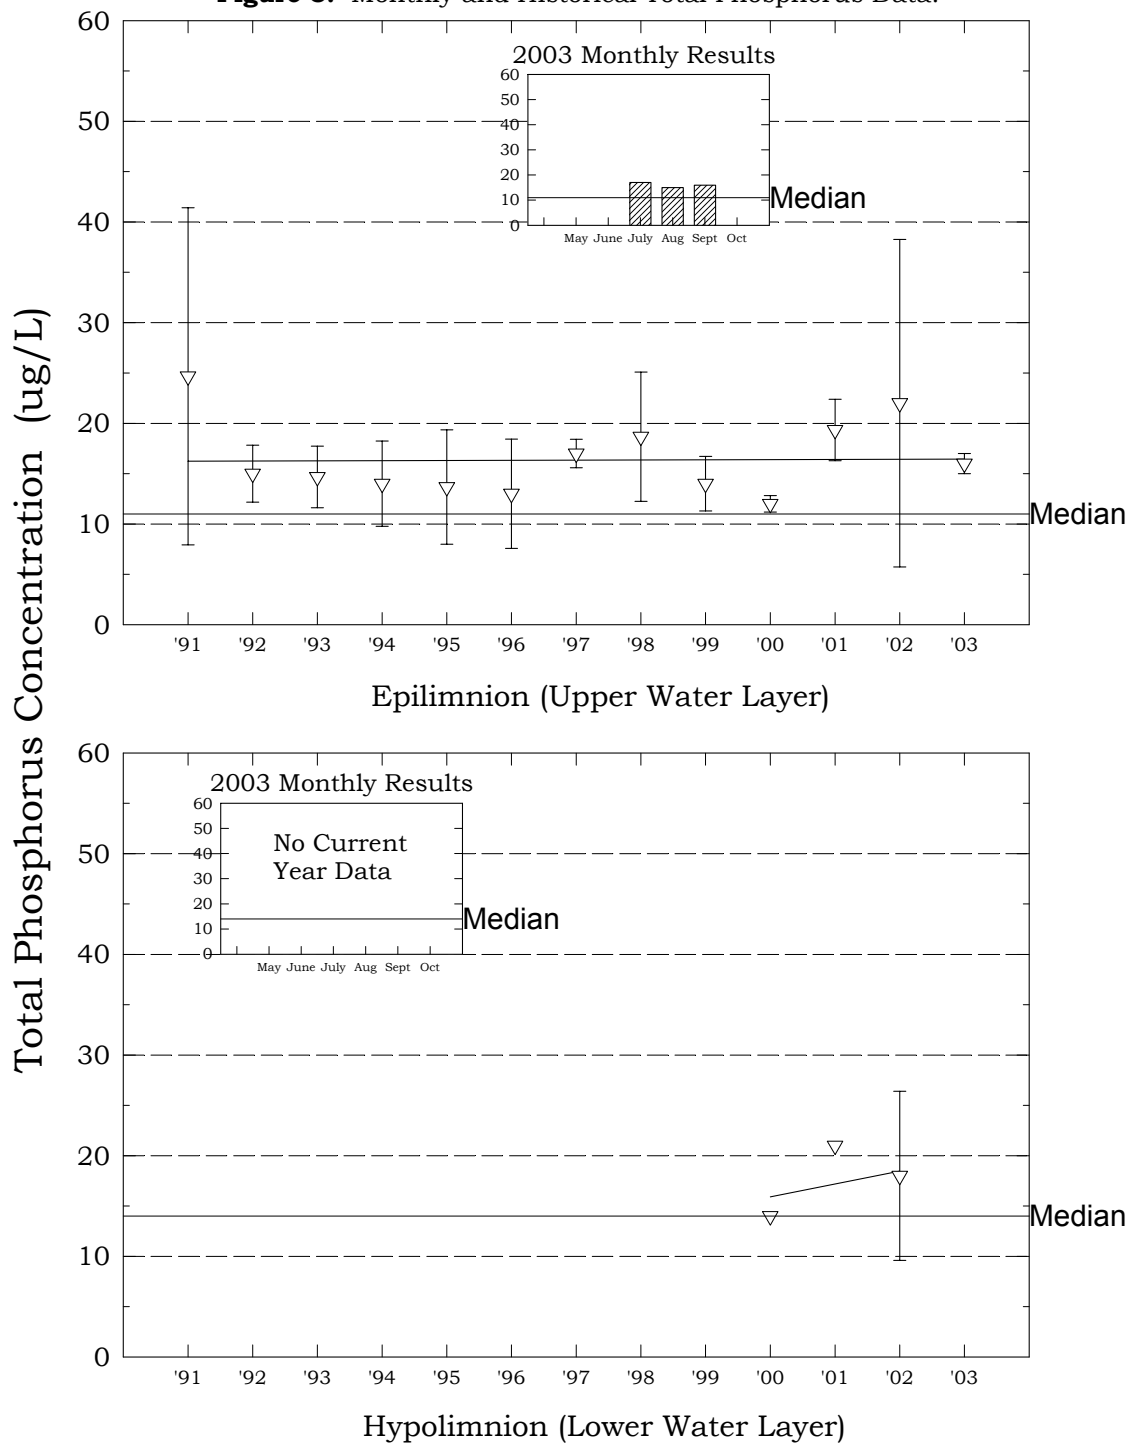 Monthly and Historical Total Phosphorus Data.
Total Phosphorus Concentration (ug/L)
60
50
40
30
20
10
0
2003 Monthly Results
60
50
40
30
20
10
0
Median
May June July Aug Sept Oct
Median
'91 '92 '93 '94 '95 '96 '97 '98 '99 '00 '01 '02 '03
Epilimnion (Upper Water Layer)
60
50
40
30
20
10
0
2003 Monthly Results
60
50
40
30
20
10
0
No Current
Year Data
Median
May June July Aug Sept Oct
Median
'91 '92 '93 '94 '95 '96 '97 '98 '99 '00 '01 '02 '03
Hypolimnion (Lower Water Layer)